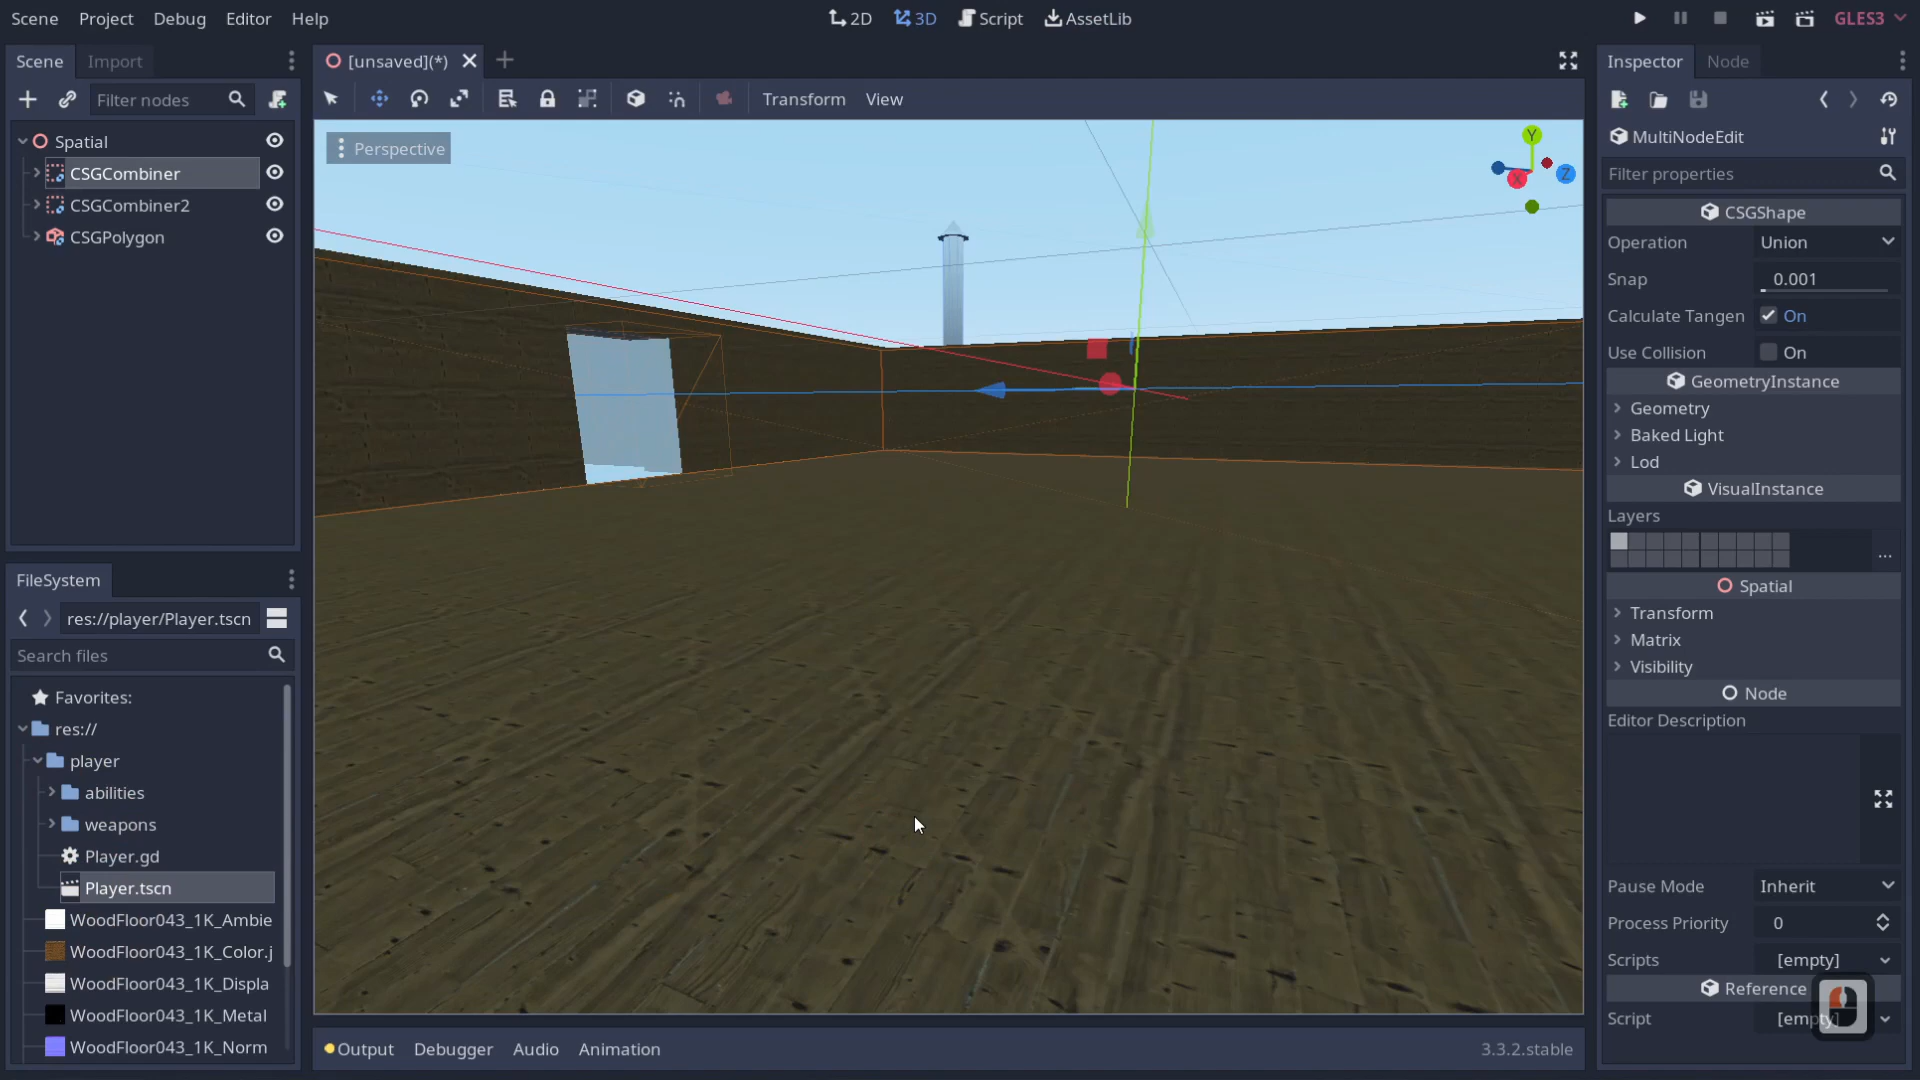 Scene Project Debug Editor Help
2D 3D Script AssetLib
GLES3
Scene Import
[unsaved](*)
Inspector Node
Filter nodes
Transform View
Spatial
CSGCombiner
CSGCombiner2
CSGPolygon
Perspective
Y
X
Z
MultiNodeEdit
Filter properties
CSGShape
Operation Union
Snap 0.001
Calculate Tangen On
Use Collision On
GeometryInstance
Geometry
Baked Light
Lod
VisualInstance
Layers
...
Spatial
Transform
Matrix
Visibility
Node
Editor Description
Pause Mode Inherit
Process Priority 0
Scripts [empty]
Reference
Script [empty]
FileSystem
res://player/Player.tscn
Search files
Favorites:
res://
player
abilities
weapons
Player.gd
Player.tscn
WoodFloor043_1K_Ambie
WoodFloor043_1K_Color.j
WoodFloor043_1K_Displa
WoodFloor043_1K_Metal
WoodFloor043_1K_Norm
Output Debugger Audio Animation
3.3.2.stable